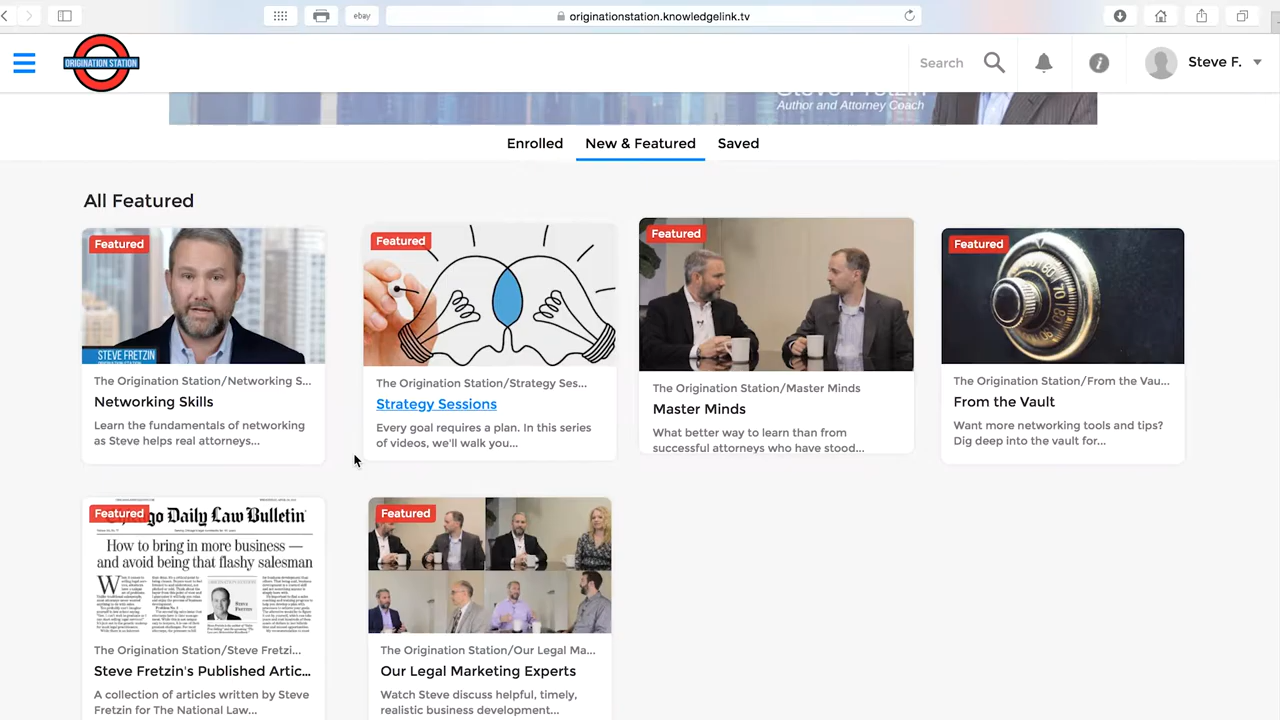 ebay
originationstation.knowledgelink.tv
ORIGINATION STATION
Search
Steve F.
Author and Attorney Coach
Enrolled
New & Featured
Saved
All Featured
Featured
STEVE FRETZIN
The Origination Station/Networking S...
Networking Skills
Learn the fundamentals of networking
as Steve helps real attorneys...
Featured
The Origination Station/Strategy Ses...
Strategy Sessions
Every goal requires a plan. In this series
of videos, we'll walk you...
Featured
The Origination Station/Master Minds
Master Minds
What better way to learn than from
successful attorneys who have stood...
Featured
The Origination Station/From the Vau...
From the Vault
Want more networking tools and tips?
Dig deep into the vault for...
Featured
Daily Law Bulletin
How to bring in more business —
and avoid being that flashy salesman
The Origination Station/Steve Fretzi...
Steve Fretzin's Published Artic...
A collection of articles written by Steve
Fretzin for The National Law...
Featured
The Origination Station/Our Legal Ma...
Our Legal Marketing Experts
Watch Steve discuss helpful, timely,
realistic business development...